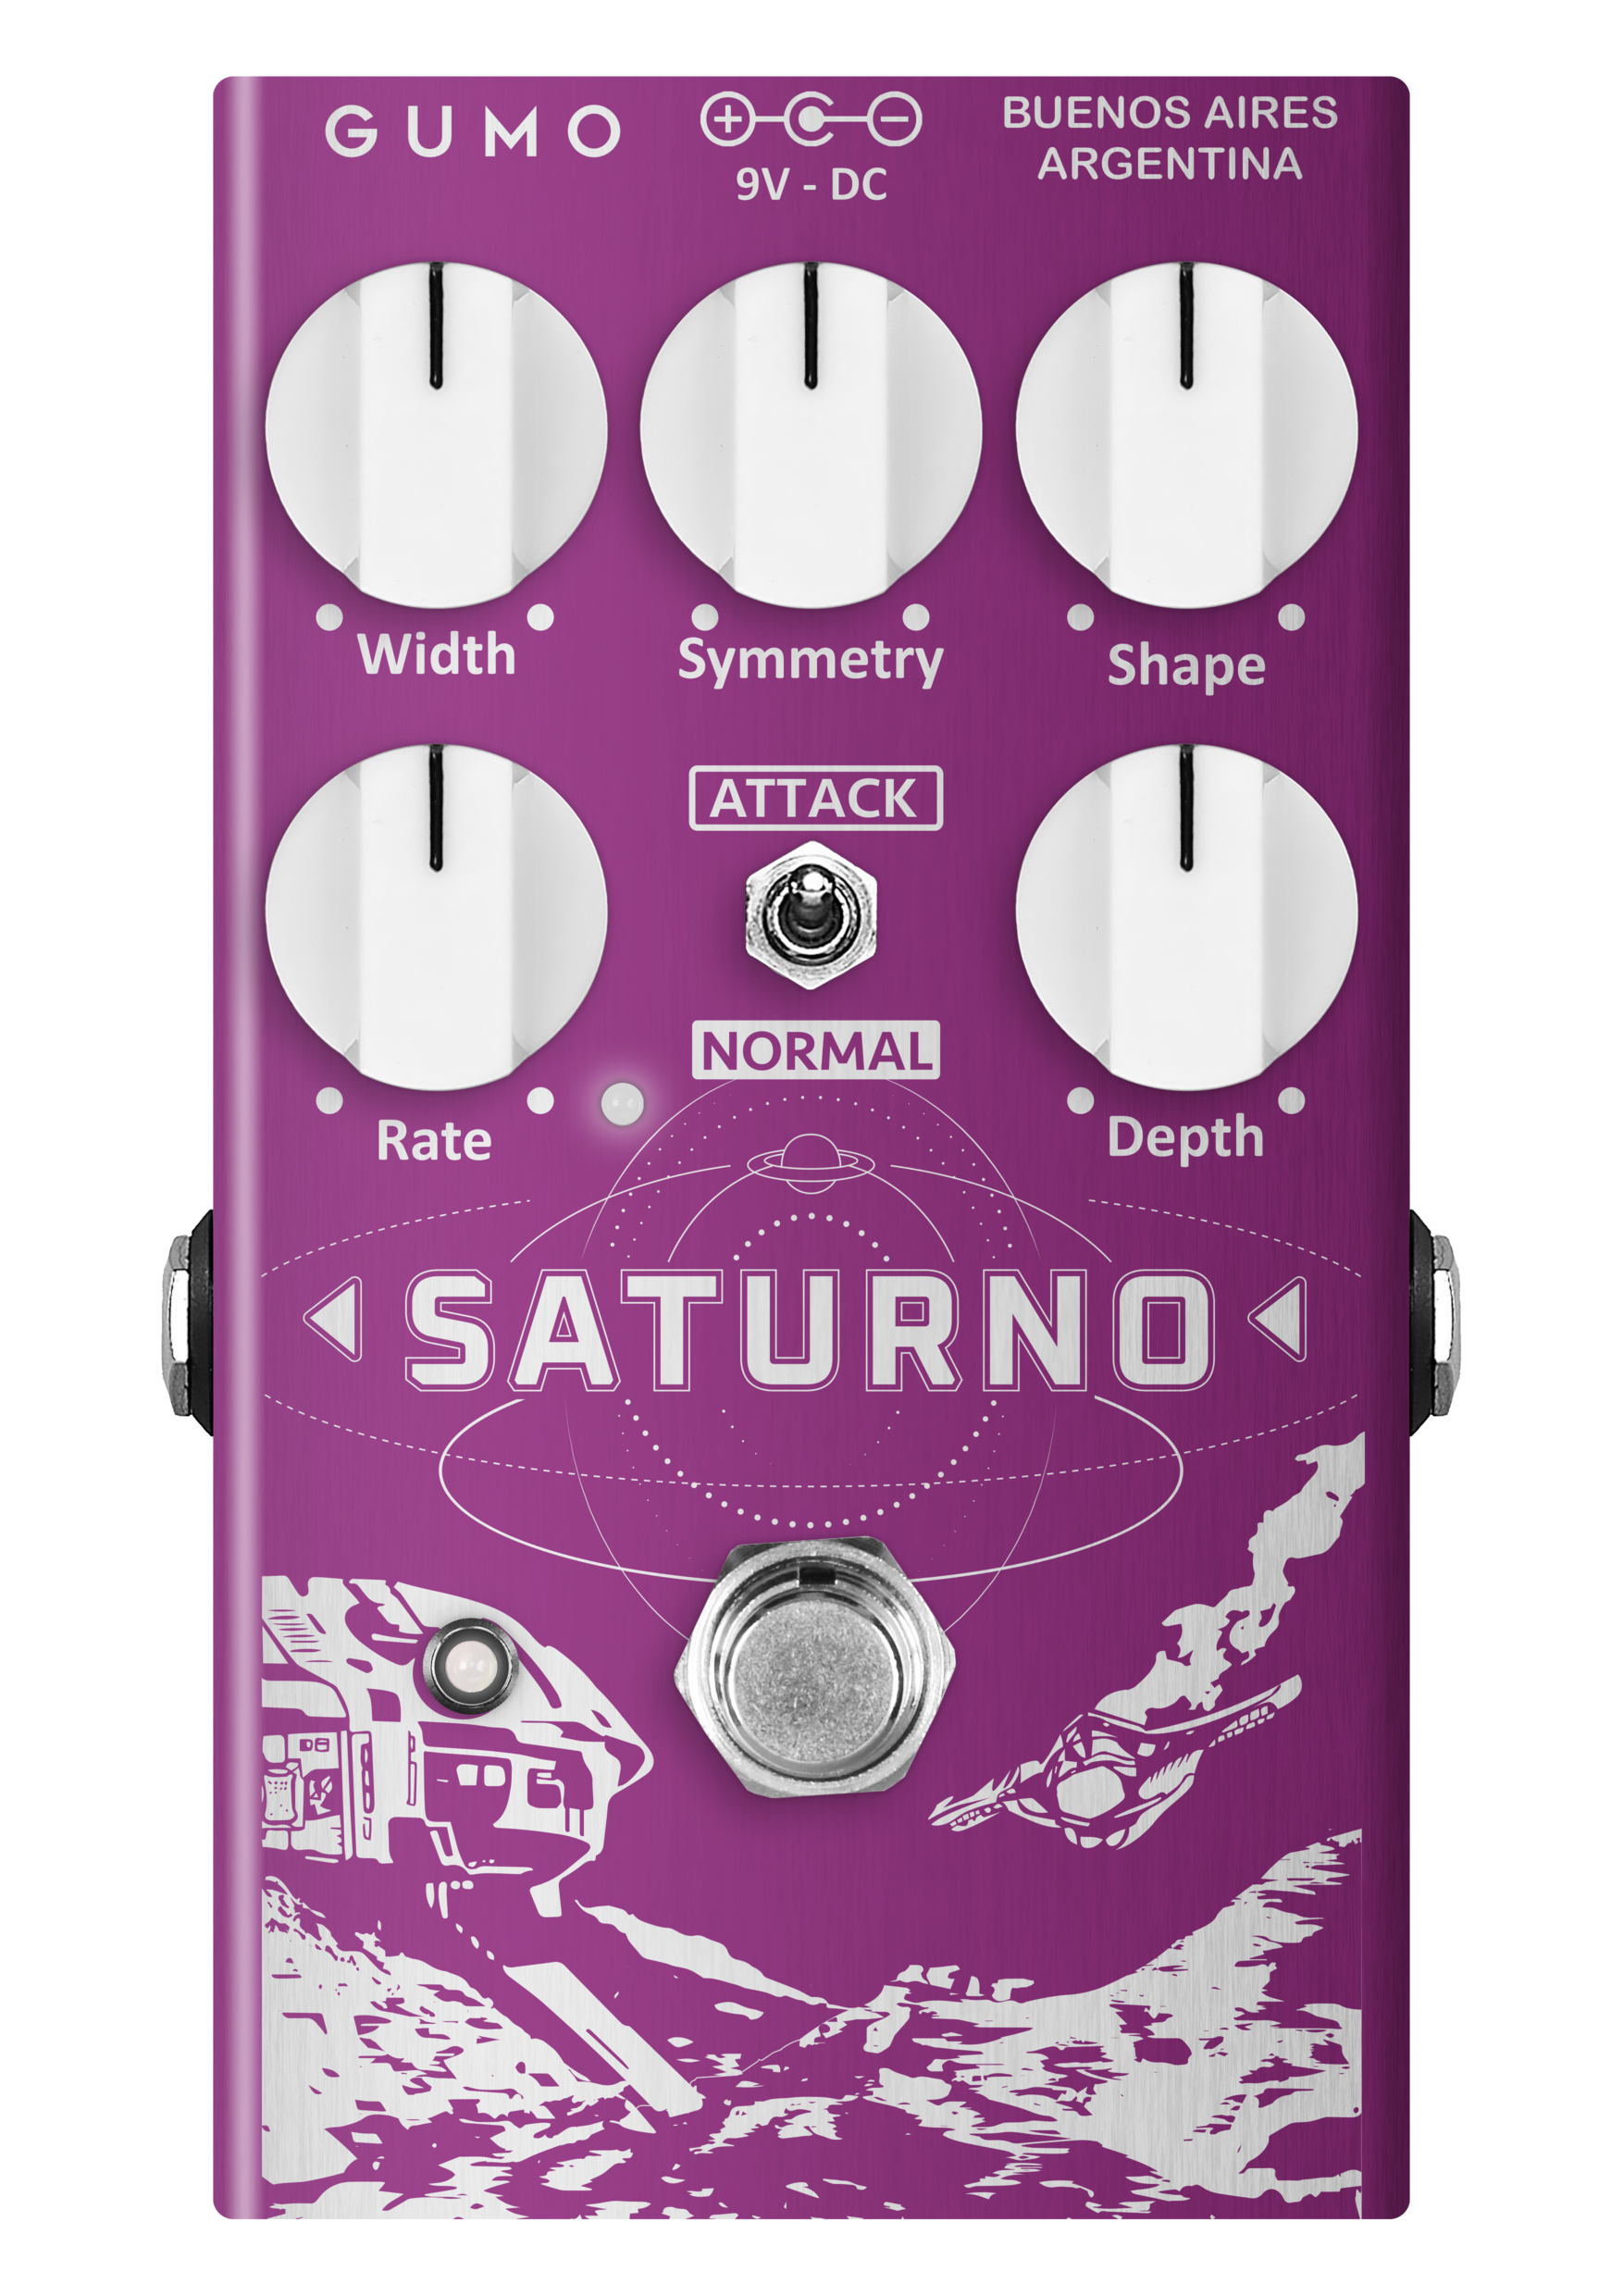 GUMO
9V - DC
BUENOS AIRES
ARGENTINA
Width
Symmetry
Shape
ATTACK
NORMAL
Rate
Depth
SATURNO